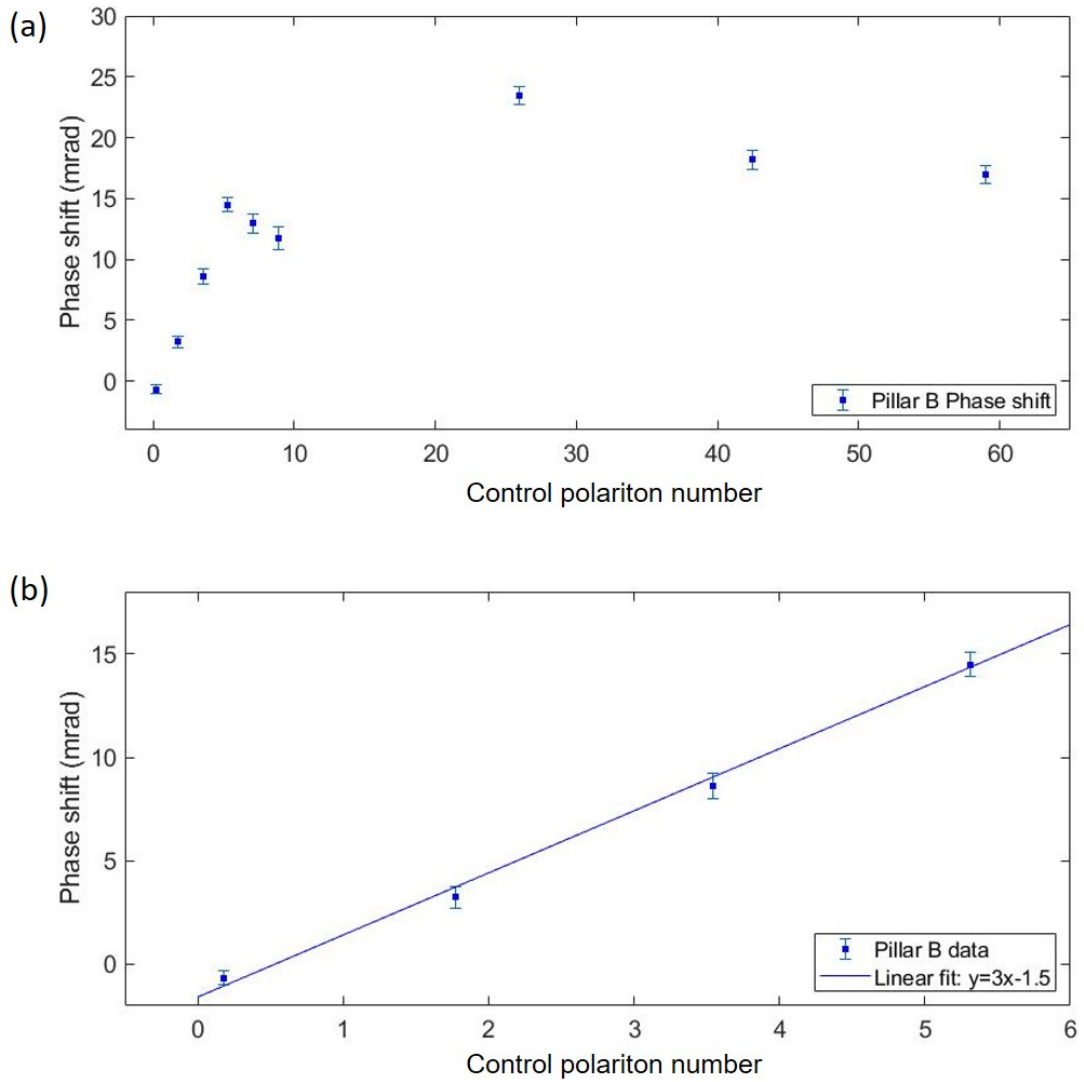 (a)
30
25
20
15
10
5
0
Phase shift (mrad)
Pillar B Phase shift
0 10 20 30 40 50 60
Control polariton number
(b)
15
10
5
0
Phase shift (mrad)
Pillar B data
Linear fit: y=3x-1.5
0 1 2 3 4 5 6
Control polariton number